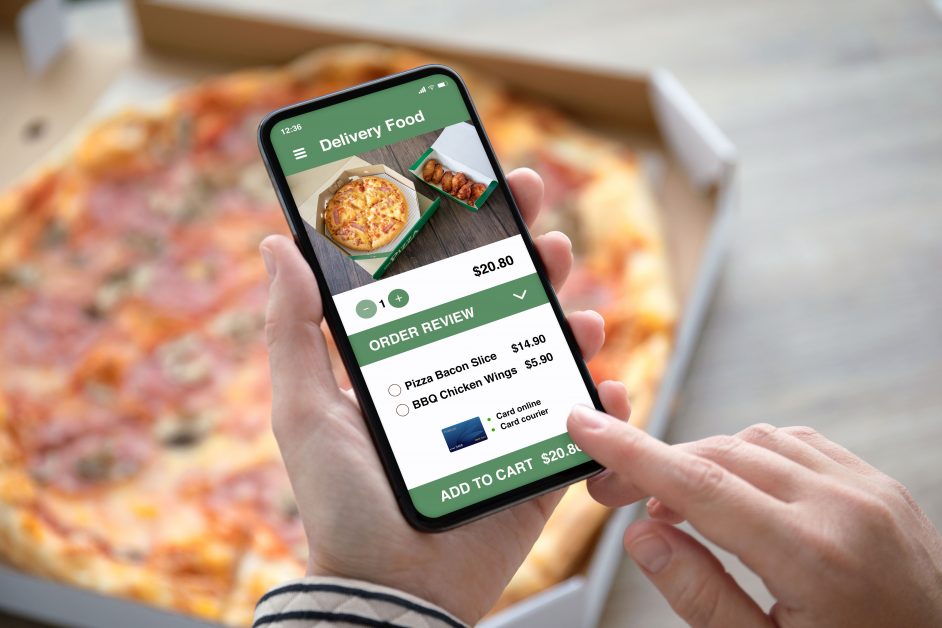 12:36
Delivery Food
PIZZA
$20.80
− 1 +
ORDER REVIEW
Pizza Bacon Slice $14.90
BBQ Chicken Wings $5.90
Card online
Card courier
ADD TO CART $20.80